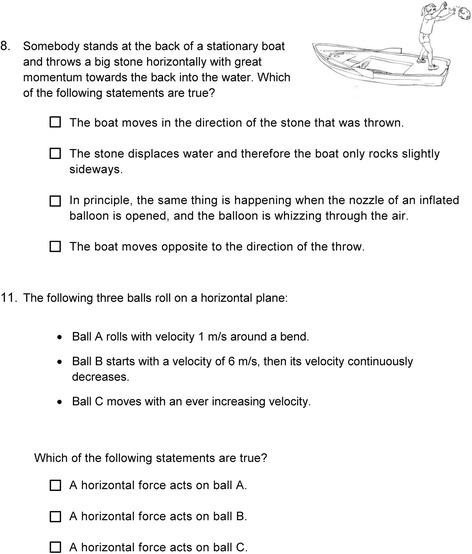 8. Somebody stands at the back of a stationary boat
and throws a big stone horizontally with great
momentum towards the back into the water. Which
of the following statements are true?
The boat moves in the direction of the stone that was thrown.
The stone displaces water and therefore the boat only rocks slightly
sideways.
In principle, the same thing is happening when the nozzle of an inflated
balloon is opened, and the balloon is whizzing through the air.
The boat moves opposite to the direction of the throw.
11. The following three balls roll on a horizontal plane:
• Ball A rolls with velocity 1 m/s around a bend.
• Ball B starts with a velocity of 6 m/s, then its velocity continuously
decreases.
• Ball C moves with an ever increasing velocity.
Which of the following statements are true?
A horizontal force acts on ball A.
A horizontal force acts on ball B.
A horizontal force acts on ball C.